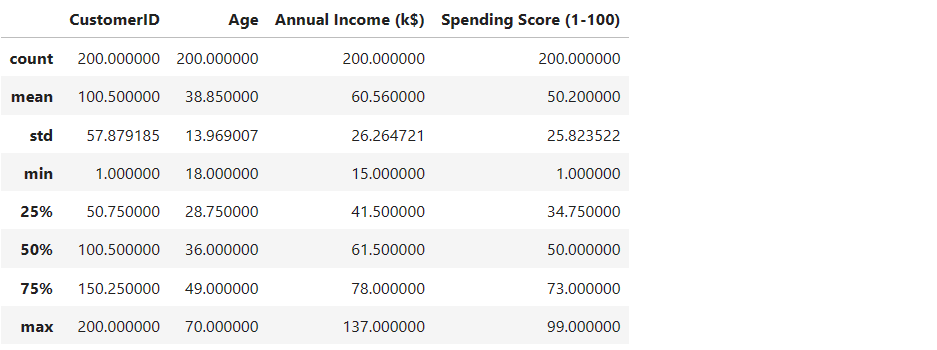 CustomerID Age Annual Income (k$) Spending Score (1-100)
count 200.000000 200.000000 200.000000 200.000000
mean 100.500000 38.850000 60.560000 50.200000
std 57.879185 13.969007 26.264721 25.823522
min 1.000000 18.000000 15.000000 1.000000
25% 50.750000 28.750000 41.500000 34.750000
50% 100.500000 36.000000 61.500000 50.000000
75% 150.250000 49.000000 78.000000 73.000000
max 200.000000 70.000000 137.000000 99.000000